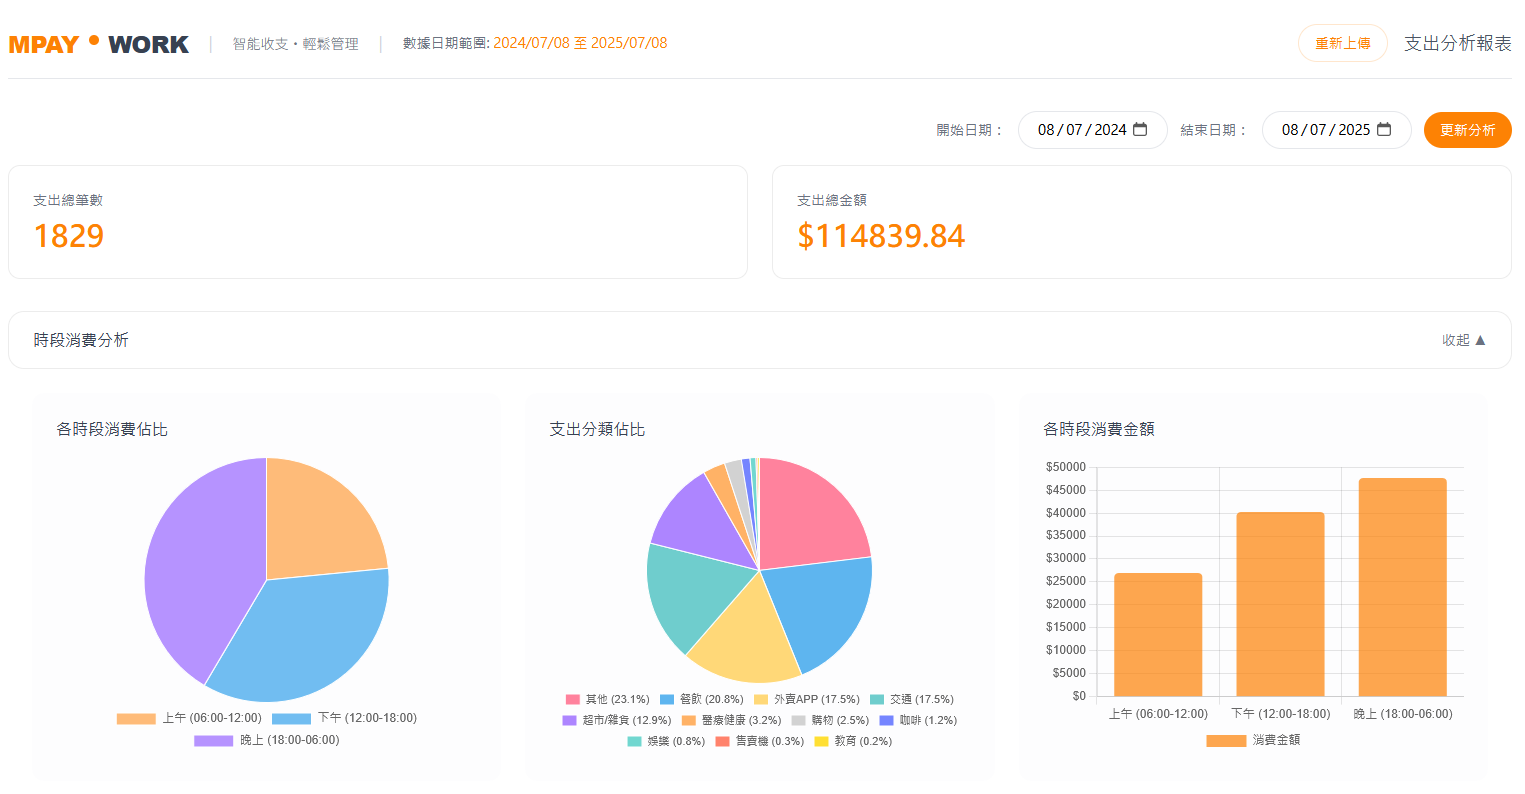 MPAY • WORK | 智能收支・輕鬆管理 | 數據日期範圍: 2024/07/08 至 2025/07/08 重新上傳 支出分析報表
開始日期： 08/07/2024 結束日期： 08/07/2025 更新分析
支出總筆數
1829
支出總金額
$114839.84
時段消費分析 收起 ▲
各時段消費佔比
上午 (06:00-12:00) 下午 (12:00-18:00)
晚上 (18:00-06:00)
支出分類佔比
其他 (23.1%) 餐飲 (20.8%) 外賣APP (17.5%) 交通 (17.5%)
超市/雜貨 (12.9%) 醫療健康 (3.2%) 購物 (2.5%) 咖啡 (1.2%)
娛樂 (0.8%) 售賣機 (0.3%) 教育 (0.2%)
各時段消費金額
$50000
$45000
$40000
$35000
$30000
$25000
$20000
$15000
$10000
$5000
$0
上午 (06:00-12:00) 下午 (12:00-18:00) 晚上 (18:00-06:00)
消費金額